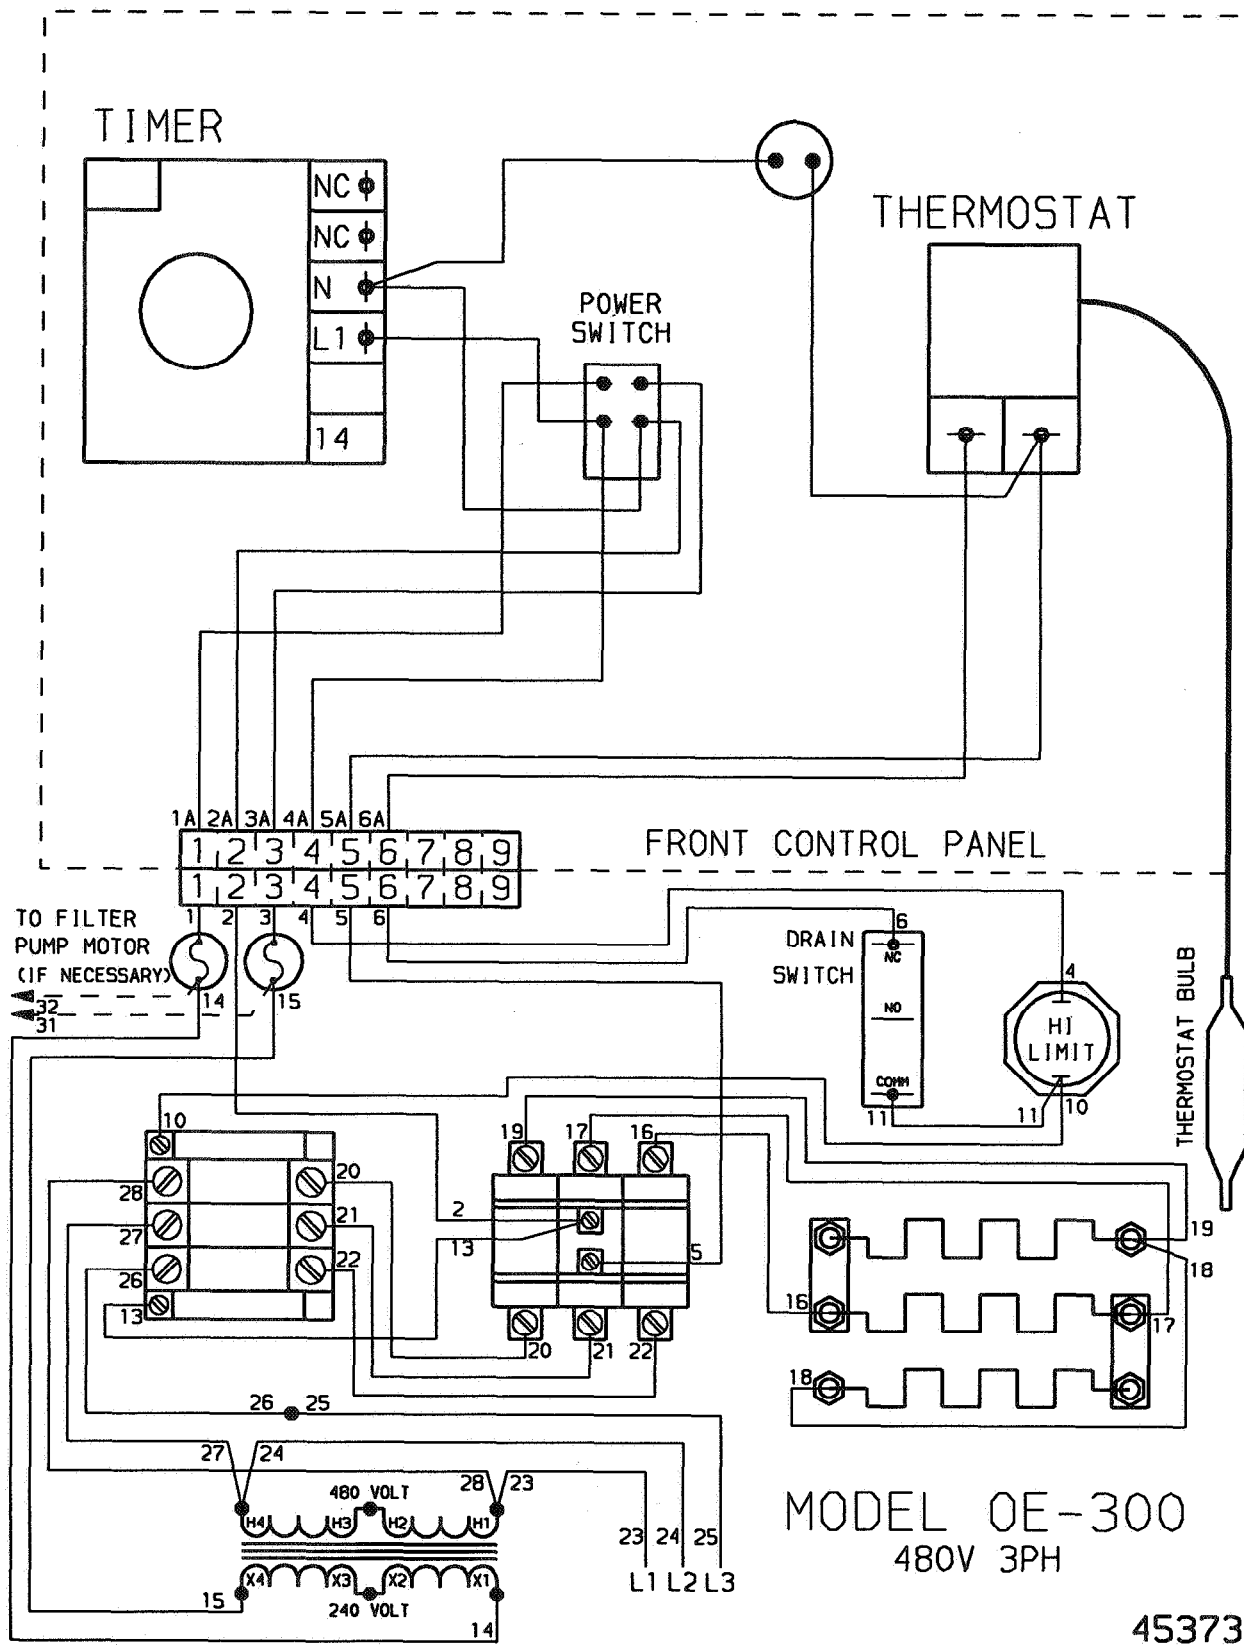 TIMER
NC
NC
N
L1
14
POWER
SWITCH
THERMOSTAT
1A 2A 3A 4A 5A 6A
1 2 3 4 5 6 7 8 9
1 2 3 4 5 6 7 8 9
FRONT CONTROL PANEL
1 2 3 4 5 6
TO FILTER
PUMP MOTOR
(IF NECESSARY)
32
31
14
15
DRAIN
SWITCH
6
NC
NO
COMM
11
4
HI
LIMIT
11
10
THERMOSTAT BULB
10
28
27
26
13
20
21
22
19
17
16
2
13
5
20
21
22
19
18
16
17
18
26
25
27
24
28
23
480 VOLT
H4
H3
H2
H1
X4
X3
X2
X1
240 VOLT
15
14
23
24
25
L1 L2 L3
MODEL OE-300
480V 3PH
45373